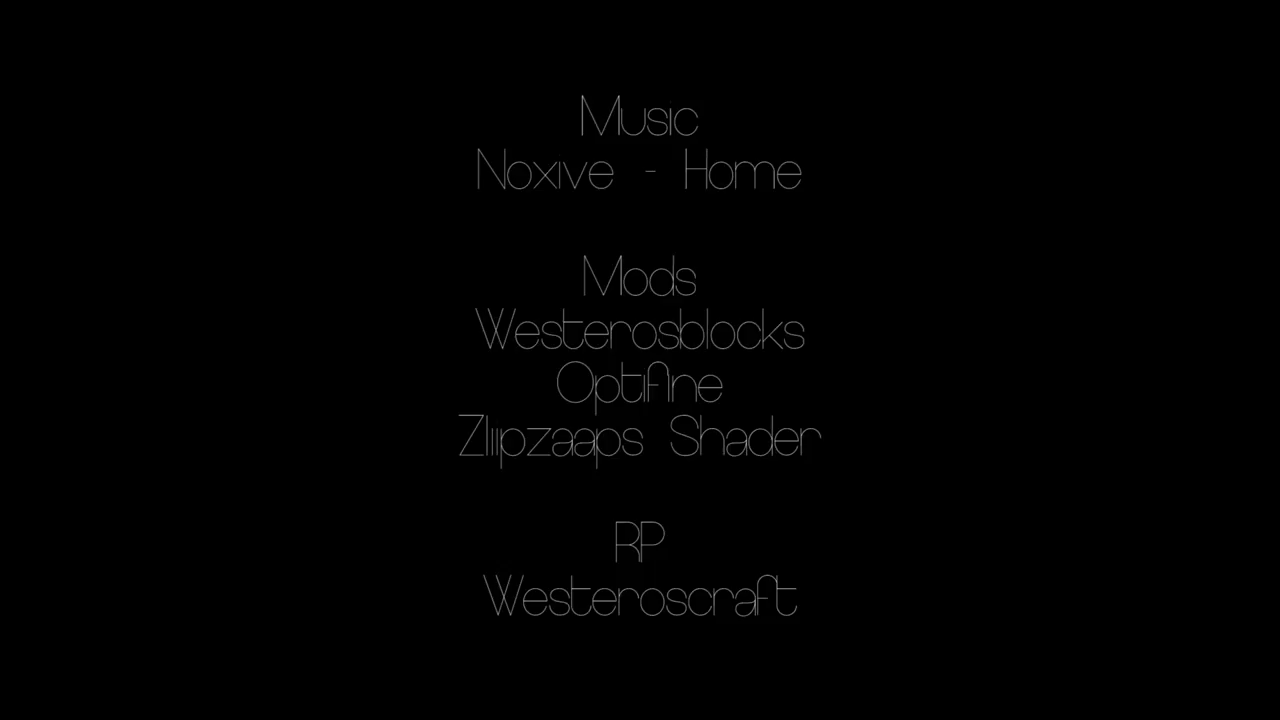 Music
Noxive - Home
Mods
Westerosblocks
Optifine
Zliipzaaps Shader
RP
Westeroscraft